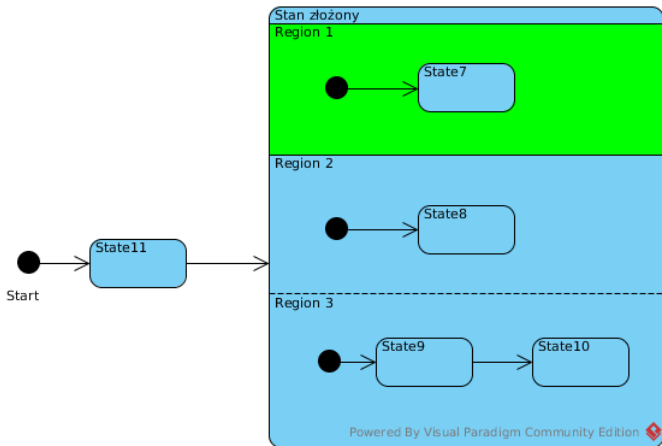 Stan złożony
Region 1
State7
Region 2
State8
State11
Start
Region 3
State9
State10
Powered By Visual Paradigm Community Edition